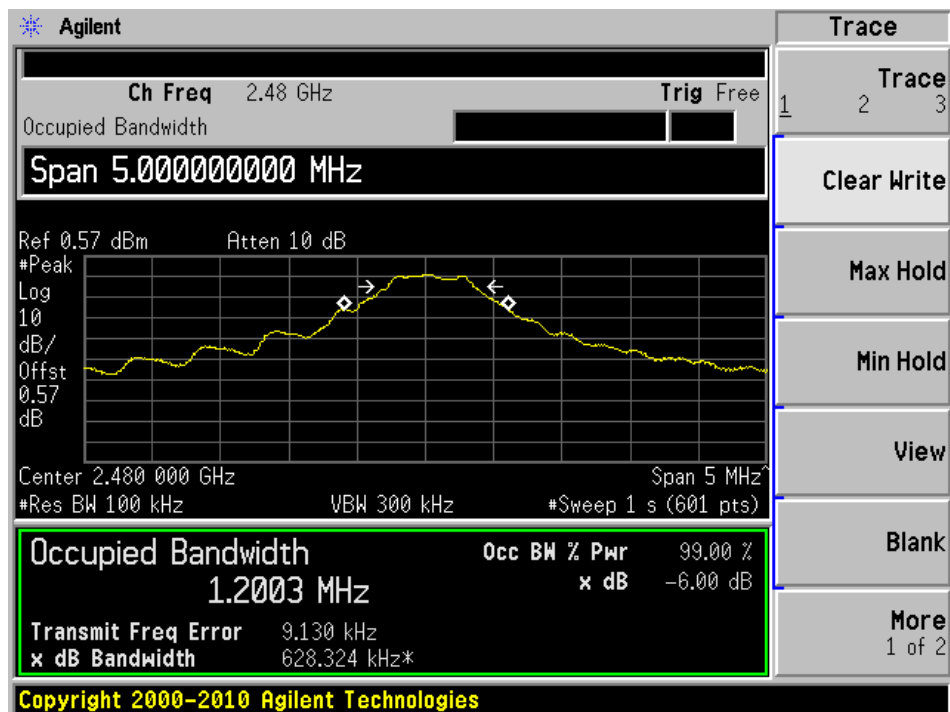 Agilent
Trace
Ch Freq 2.48 GHz
Trig Free
Occupied Bandwidth
Span 5.000000000 MHz
Ref 0.57 dBm Atten 10 dB
#Peak
Log
10
dB/
Offst
0.57
dB
Center 2.480 000 GHz Span 5 MHz^
#Res BW 100 kHz VBW 300 kHz #Sweep 1 s (601 pts)
Occupied Bandwidth
1.2003 MHz
Occ BW % Pwr 99.00 %
x dB -6.00 dB
Transmit Freq Error 9.130 kHz
x dB Bandwidth 628.324 kHz*
Trace
1 2 3
Clear Write
Max Hold
Min Hold
View
Blank
More
1 of 2
Copyright 2000-2010 Agilent Technologies